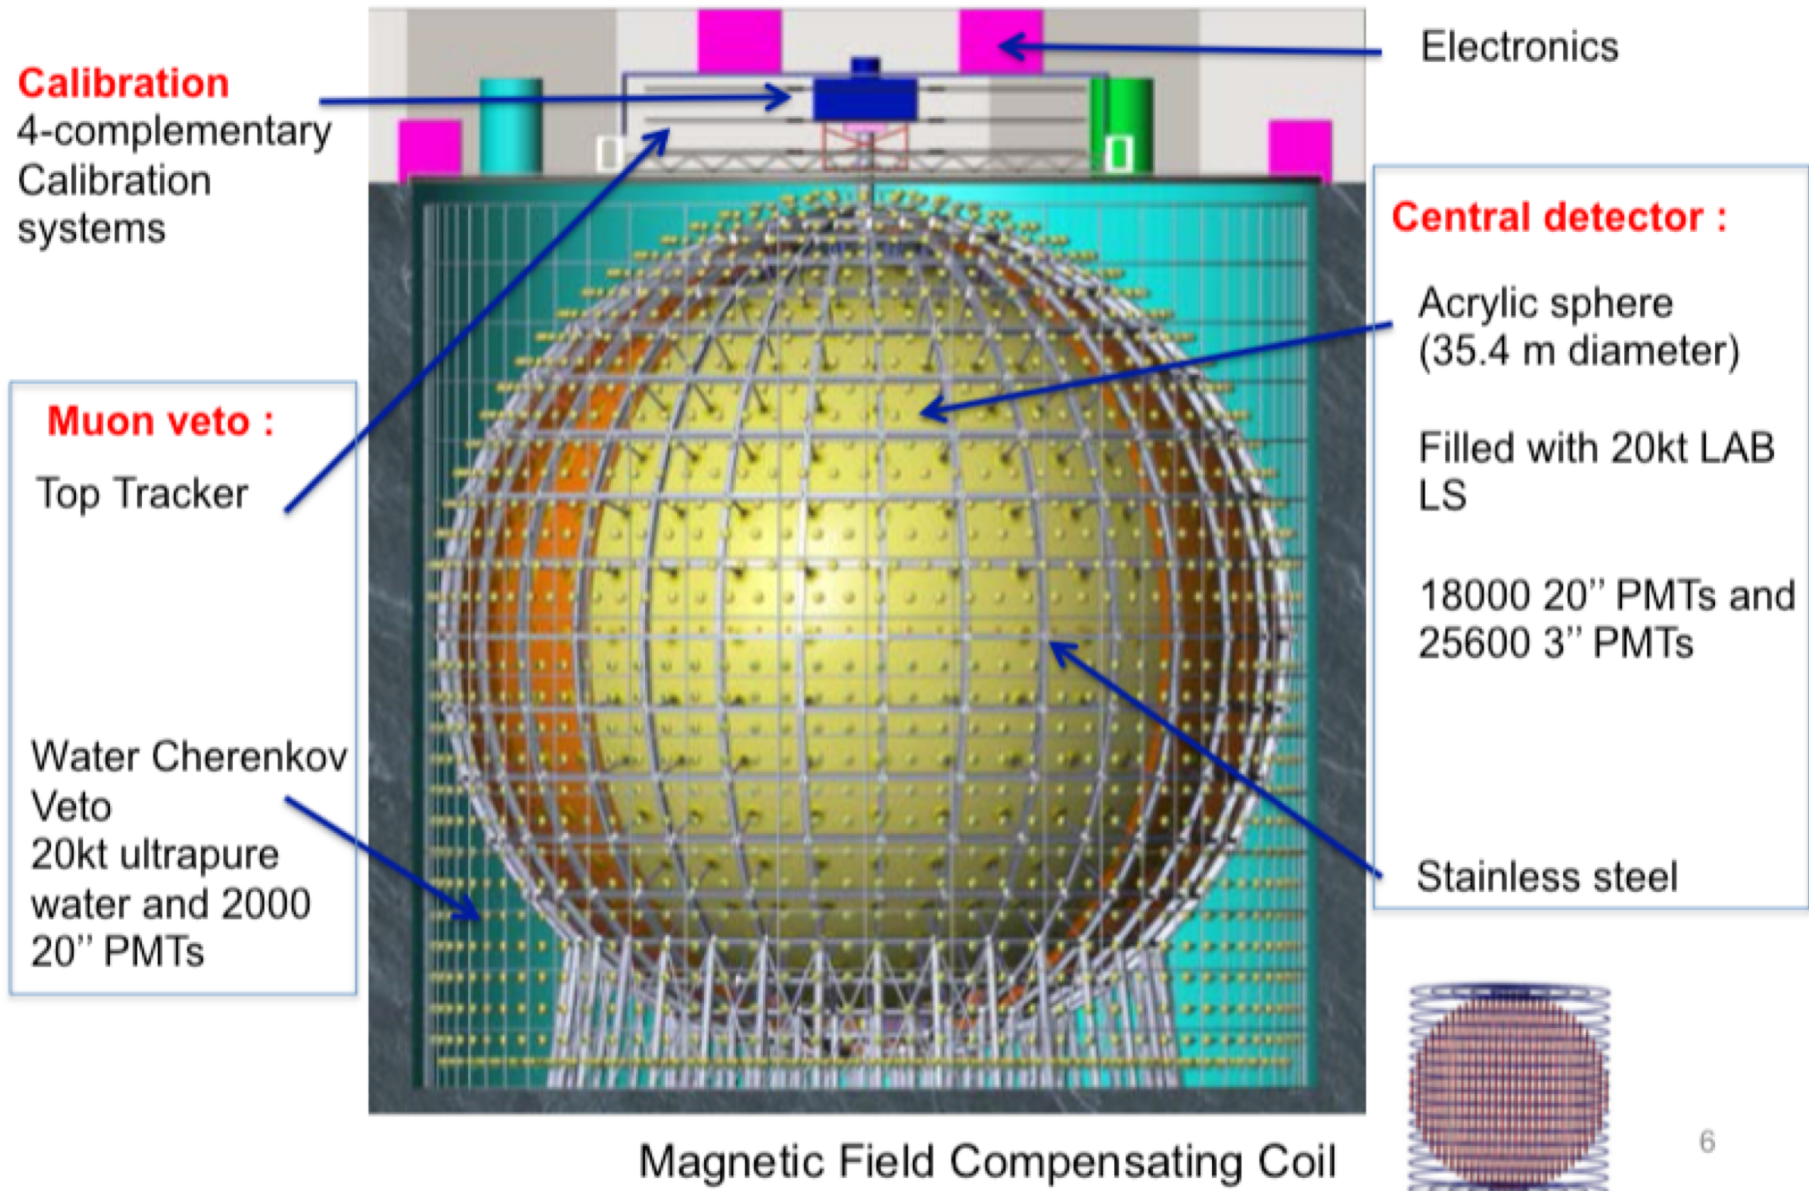 Calibration
4-complementary
Calibration
systems
Muon veto :
Top Tracker
Water Cherenkov
Veto
20kt ultrapure
water and 2000
20’’ PMTs
Electronics
Central detector :
Acrylic sphere
(35.4 m diameter)
Filled with 20kt LAB
LS
18000 20’’ PMTs and
25600 3’’ PMTs
Stainless steel
Magnetic Field Compensating Coil
6